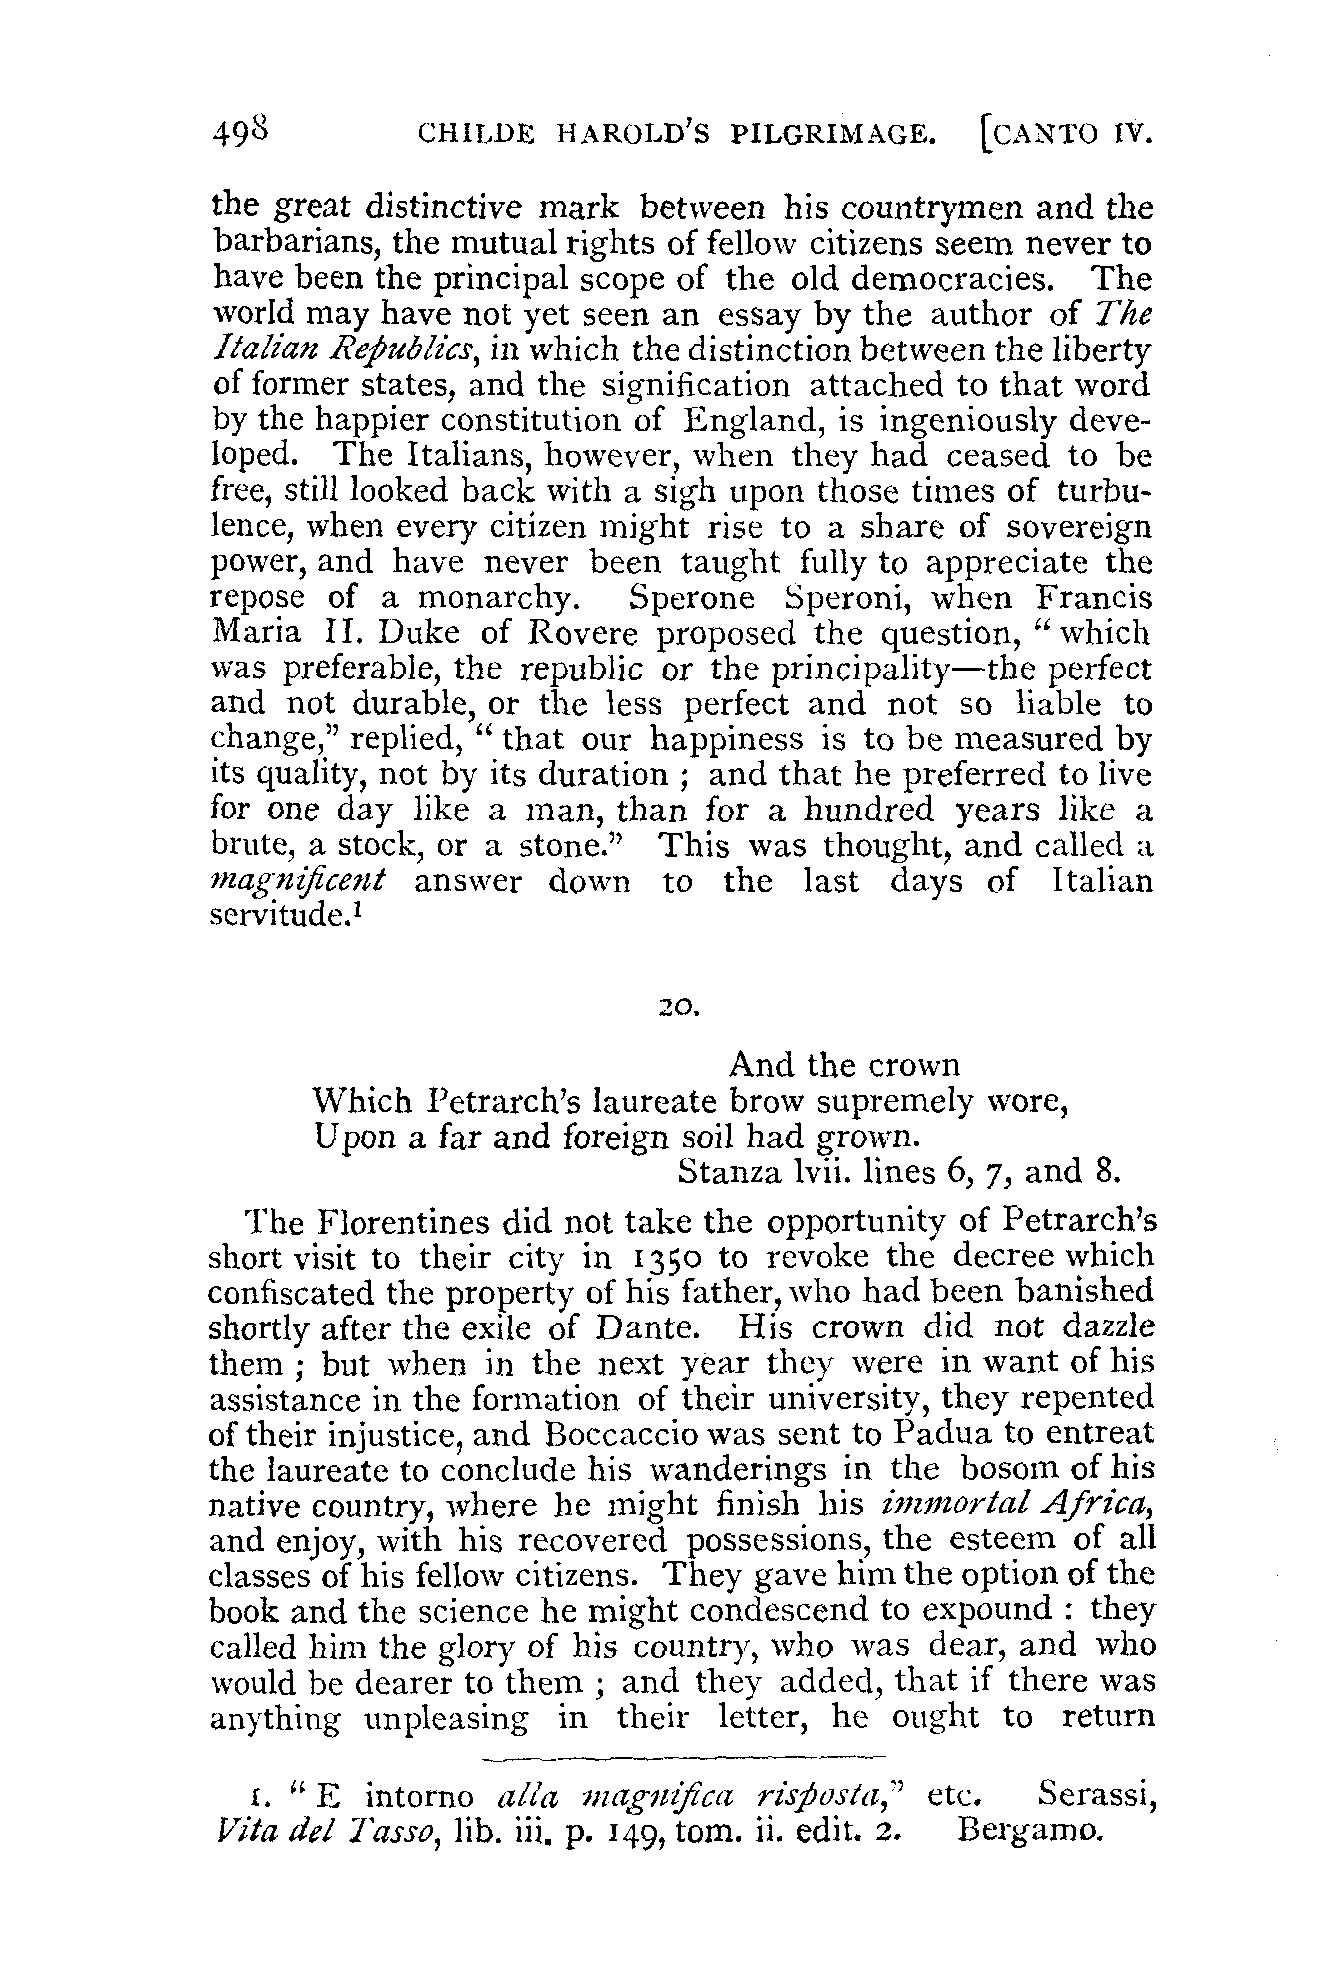 498 CHILDE HAROLD'S PILGRIMAGE. [CANTO IV.
the great distinctive mark between his countrymen and the
barbarians, the mutual rights of fellow citizens seem never to
have been the principal scope of the old democracies. The
world may have not yet seen an essay by the author of The
Italian Republics, in which the distinction between the liberty
of former states, and the signification attached to that word
by the happier constitution of England, is ingeniously deve-
loped. The Italians, however, when they had ceased to be
free, still looked back with a sigh upon those times of turbu-
lence, when every citizen might rise to a share of sovereign
power, and have never been taught fully to appreciate the
repose of a monarchy. Sperone Speroni, when Francis
Maria II. Duke of Rovere proposed the question, "which
was preferable, the republic or the principality—the perfect
and not durable, or the less perfect and not so liable to
change," replied, "that our happiness is to be measured by
its quality, not by its duration ; and that he preferred to live
for one day like a man, than for a hundred years like a
brute, a stock, or a stone." This was thought, and called a
magnificent answer down to the last days of Italian
servitude.¹
20.
And the crown
Which Petrarch's laureate brow supremely wore,
Upon a far and foreign soil had grown.
Stanza lvii. lines 6, 7, and 8.
The Florentines did not take the opportunity of Petrarch's
short visit to their city in 1350 to revoke the decree which
confiscated the property of his father, who had been banished
shortly after the exile of Dante. His crown did not dazzle
them ; but when in the next year they were in want of his
assistance in the formation of their university, they repented
of their injustice, and Boccaccio was sent to Padua to entreat
the laureate to conclude his wanderings in the bosom of his
native country, where he might finish his immortal Africa,
and enjoy, with his recovered possessions, the esteem of all
classes of his fellow citizens. They gave him the option of the
book and the science he might condescend to expound : they
called him the glory of his country, who was dear, and who
would be dearer to them ; and they added, that if there was
anything unpleasing in their letter, he ought to return
1. "E intorno alla magnifica risposta," etc. Serassi,
Vita del Tasso, lib. iii. p. 149, tom. ii. edit. 2. Bergamo.